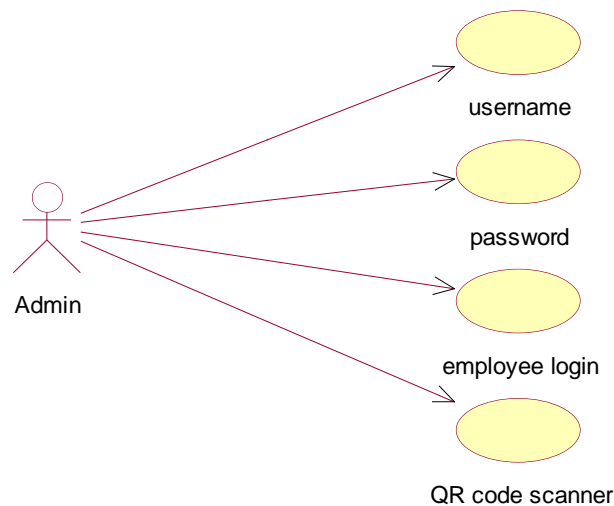 username
password
Admin
employee login
QR code scanner